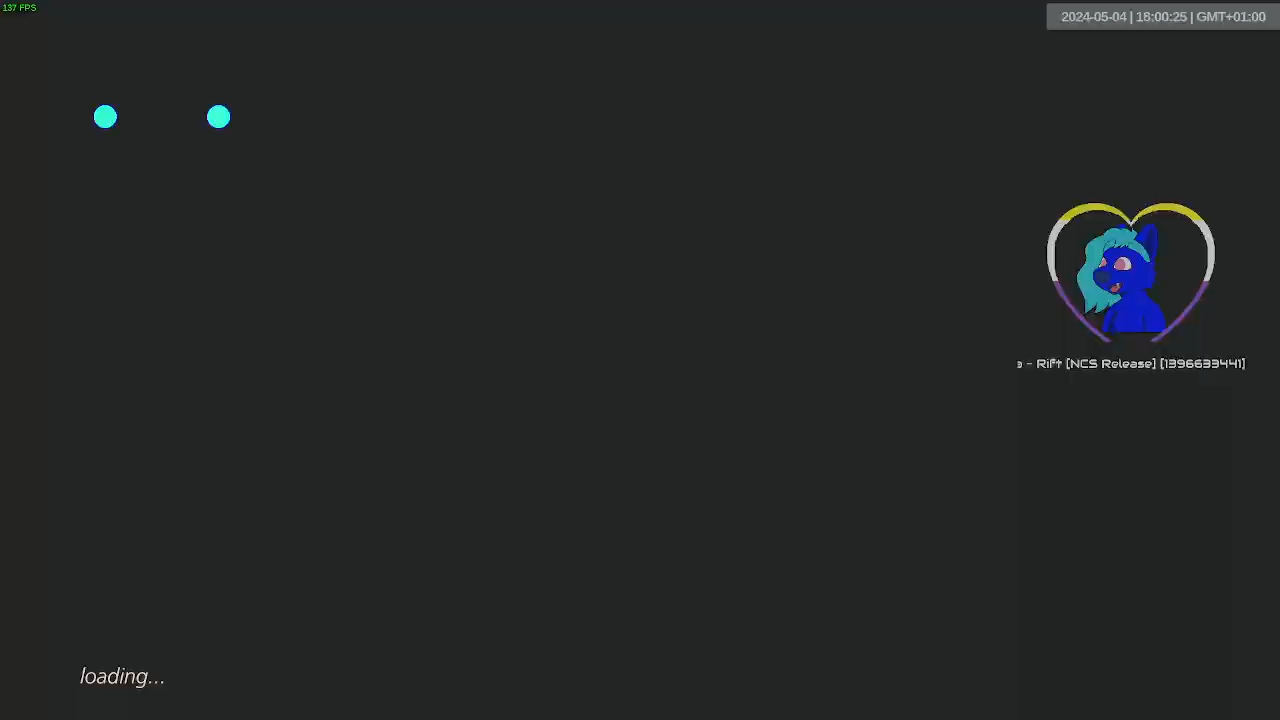 137 FPS
2024-05-04 | 18:00:25 | GMT+01:00
- Rift [NCS Release] [1396633441]
loading...